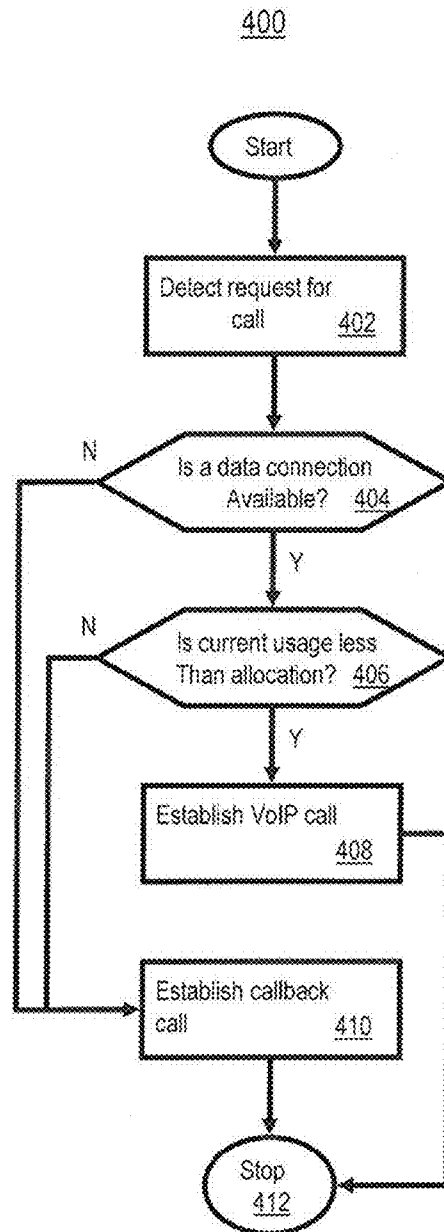 400
Start
Detect request for
call 402
N
Is a data connection
Available? 404
Y
N
Is current usage less
Than allocation? 406
Y
Establish VoIP call
408
Establish callback
call 410
Stop
412